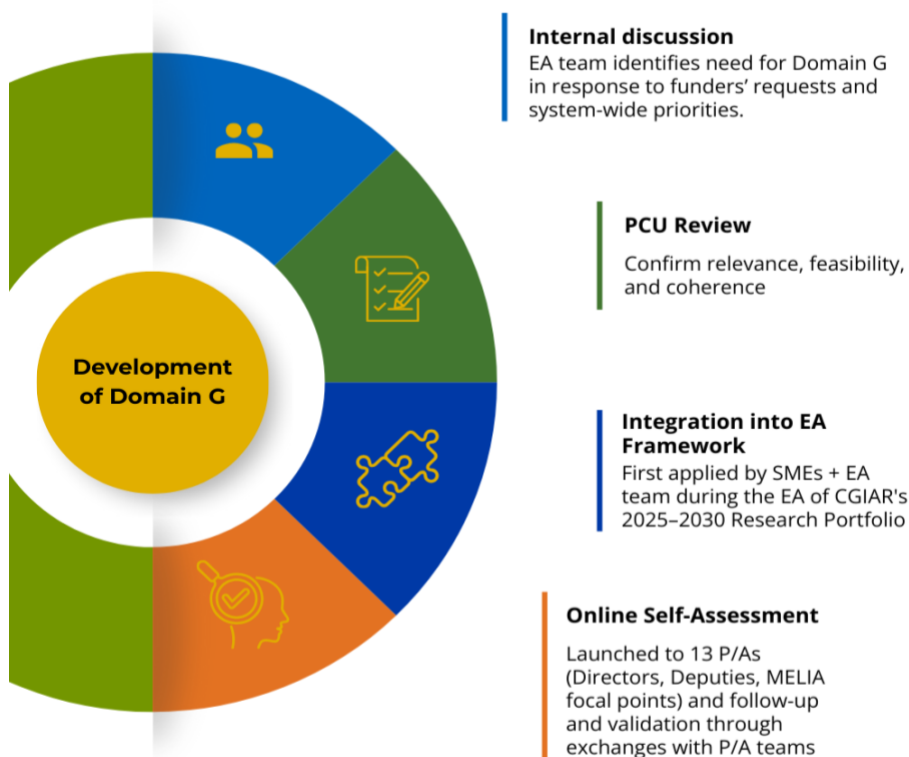 Internal discussion
EA team identifies need for Domain G
in response to funders’ requests and
system-wide priorities.
PCU Review
Confirm relevance, feasibility,
and coherence
Development
of Domain G
Integration into EA
Framework
First applied by SMEs + EA
team during the EA of CGIAR's
2025–2030 Research Portfolio
Online Self-Assessment
Launched to 13 P/As
(Directors, Deputies, MELIA
focal points) and follow-up
and validation through
exchanges with P/A teams